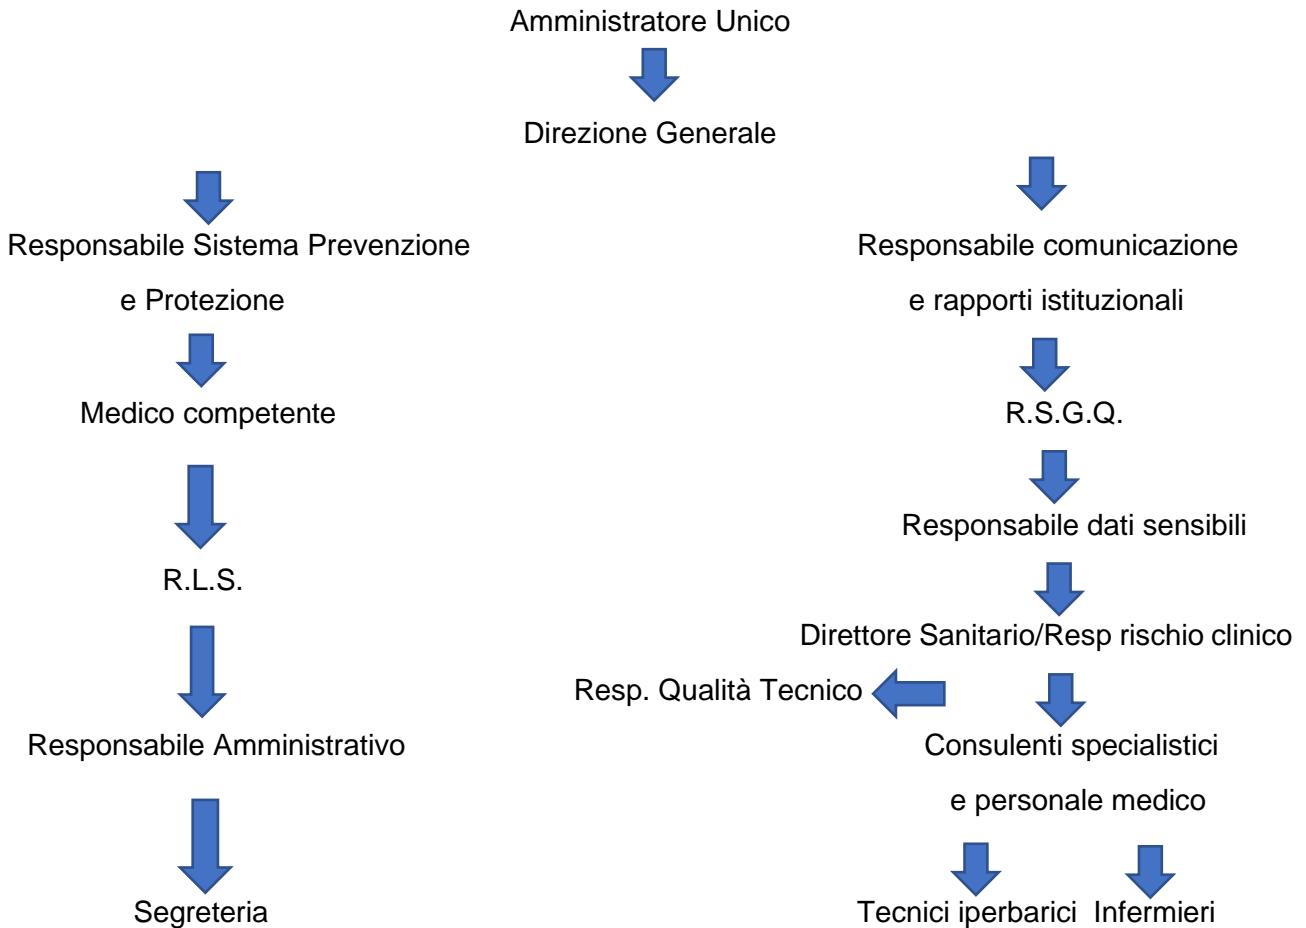 Amministratore Unico
Direzione Generale
Responsabile Sistema Prevenzione
e Protezione
Medico competente
R.L.S.
Responsabile Amministrativo
Segreteria
Responsabile comunicazione
e rapporti istituzionali
R.S.G.Q.
Responsabile dati sensibili
Direttore Sanitario/Resp rischio clinico
Resp. Qualità Tecnico
Consulenti specialistici
e personale medico
Tecnici iperbarici
Infermieri